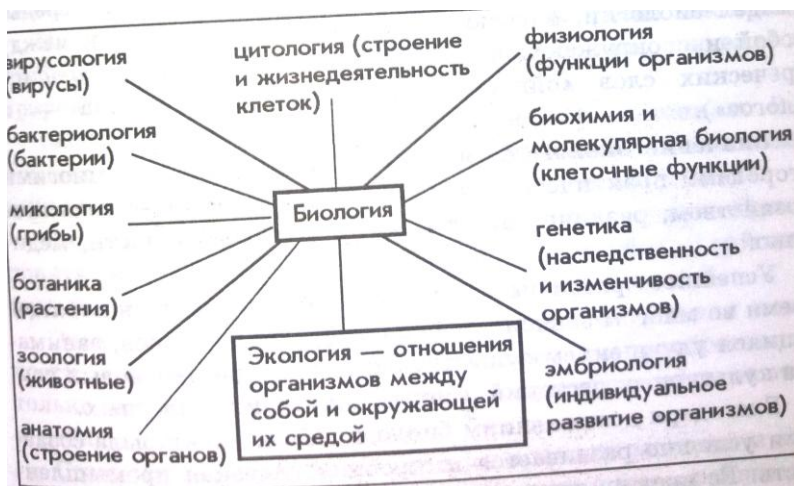 вирусология
(вирусы)
цитология (строение
и жизнедеятельность
клеток)
физиология
(функции организмов)
бактериология
(бактерии)
биохимия и
молекулярная биология
(клеточные функции)
микология
(грибы)
Биология
генетика
(наследственность
и изменчивость
организмов)
ботаника
(растения)
зоология
(животные)
Экология — отношения
организмов между
собой и окружающей
их средой
эмбриология
(индивидуальное
развитие организмов)
анатомия
(строение органов)